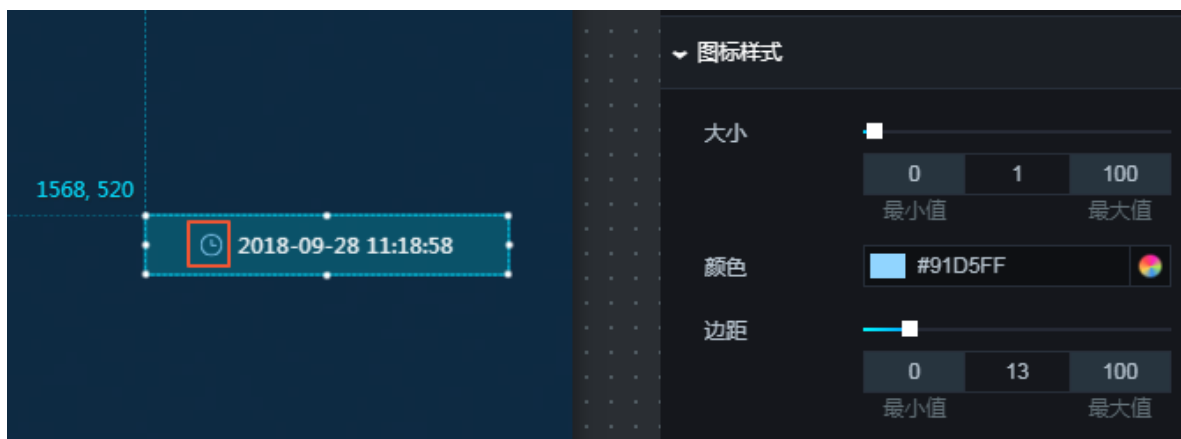 图标样式
大小
0 1 100
最小值 最大值
1568, 520
2018-09-28 11:18:58
颜色 #91D5FF
边距
0 13 100
最小值 最大值